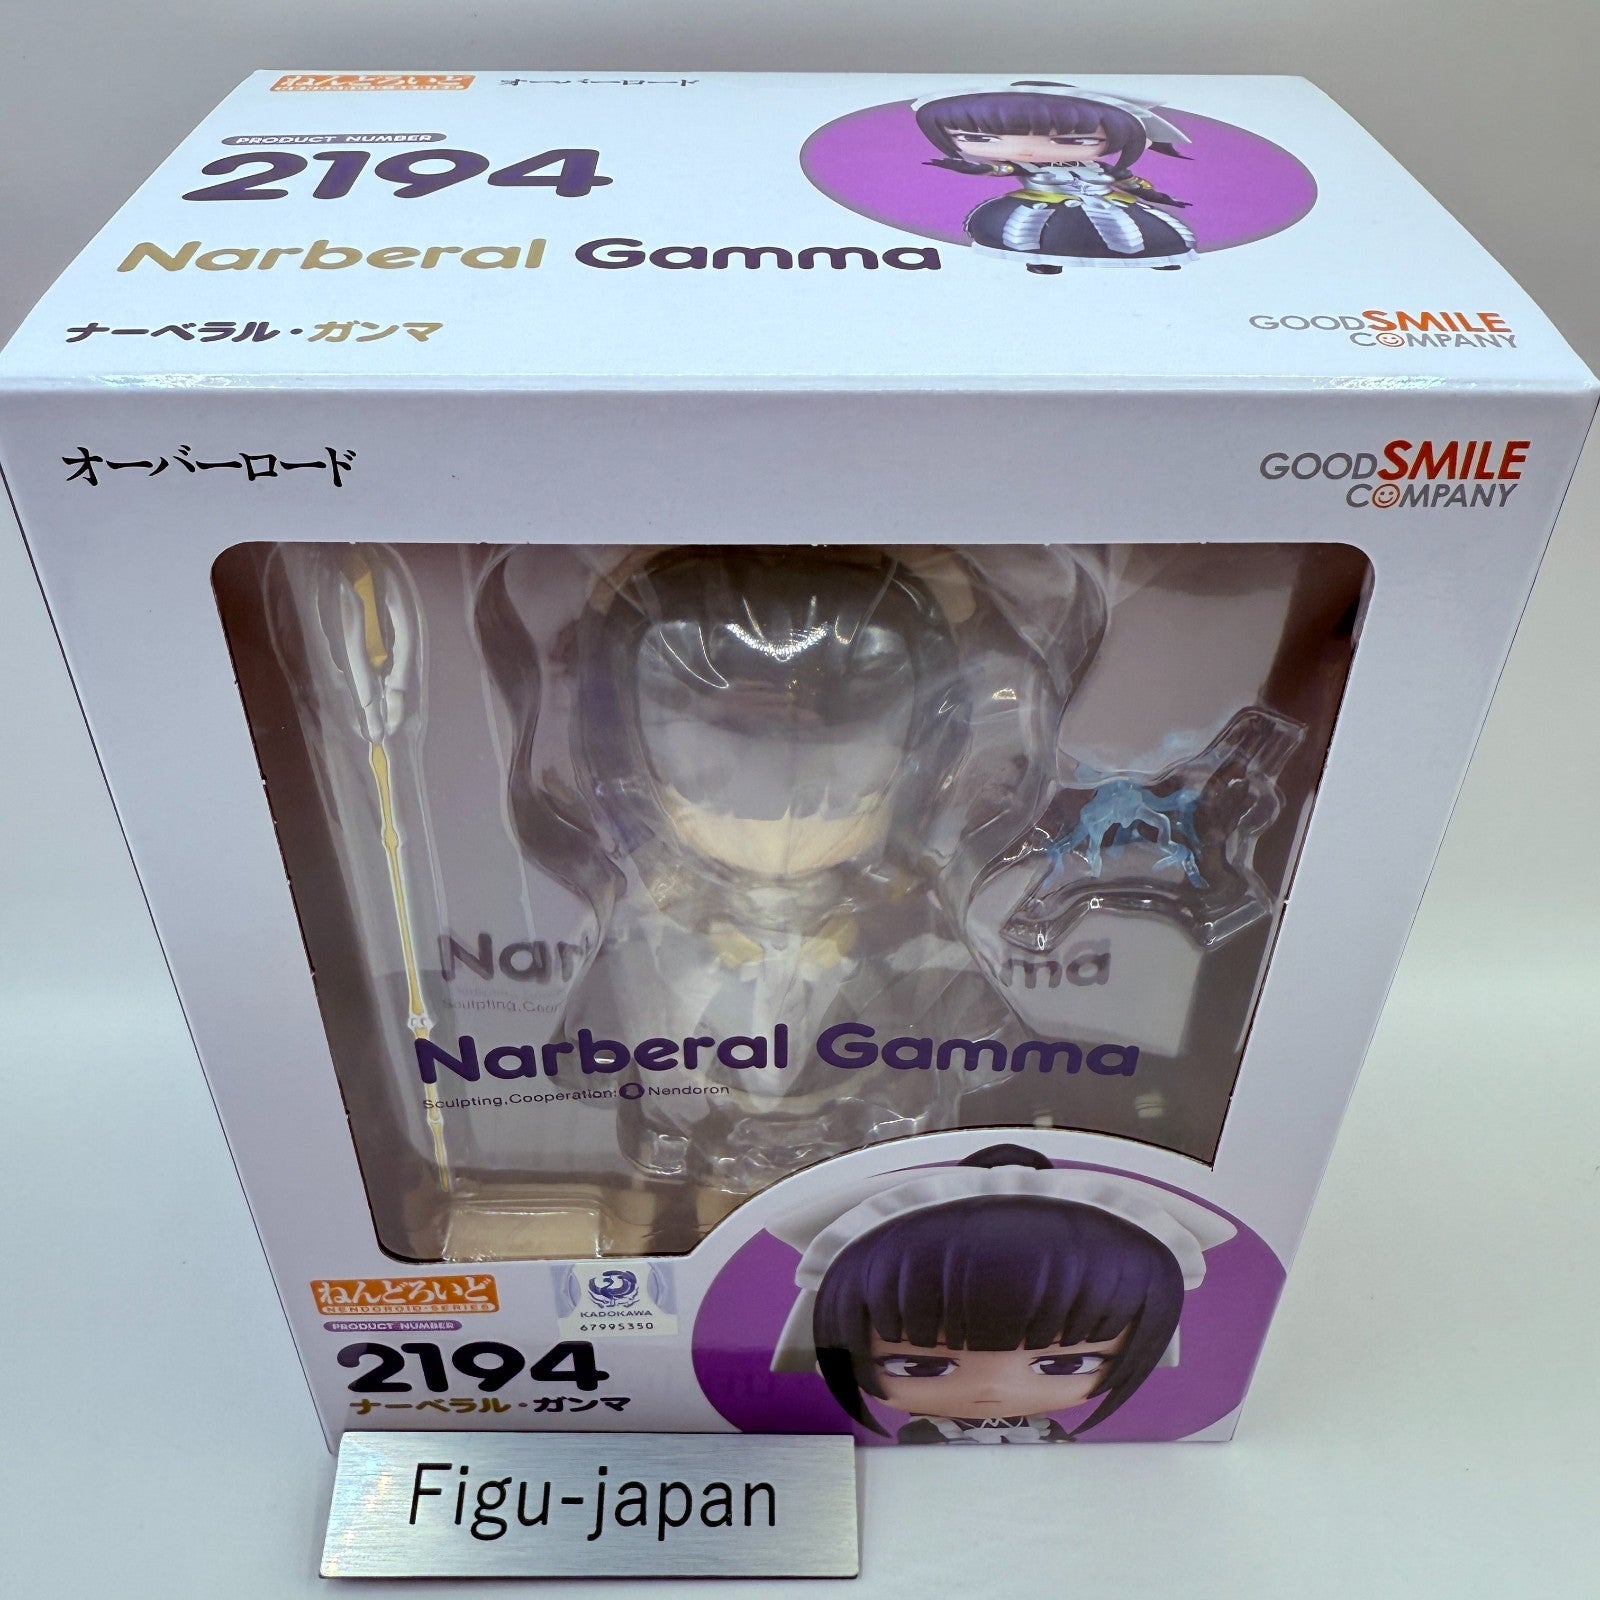 ねんどろいど オーバーロード
PRODUCT NUMBER
2194
Narberal Gamma
ナーベラル・ガンマ
GOODSMILE
COMPANY
オーバーロード
GOODSMILE
COMPANY
Narberal Gamma
Sculpting,Cooperation: Nendoron
ねんどろいど
NENDOROID·SERIES
PRODUCT NUMBER
2194
ナーベラル・ガンマ
KADOKAWA
67995350
Figu-japan